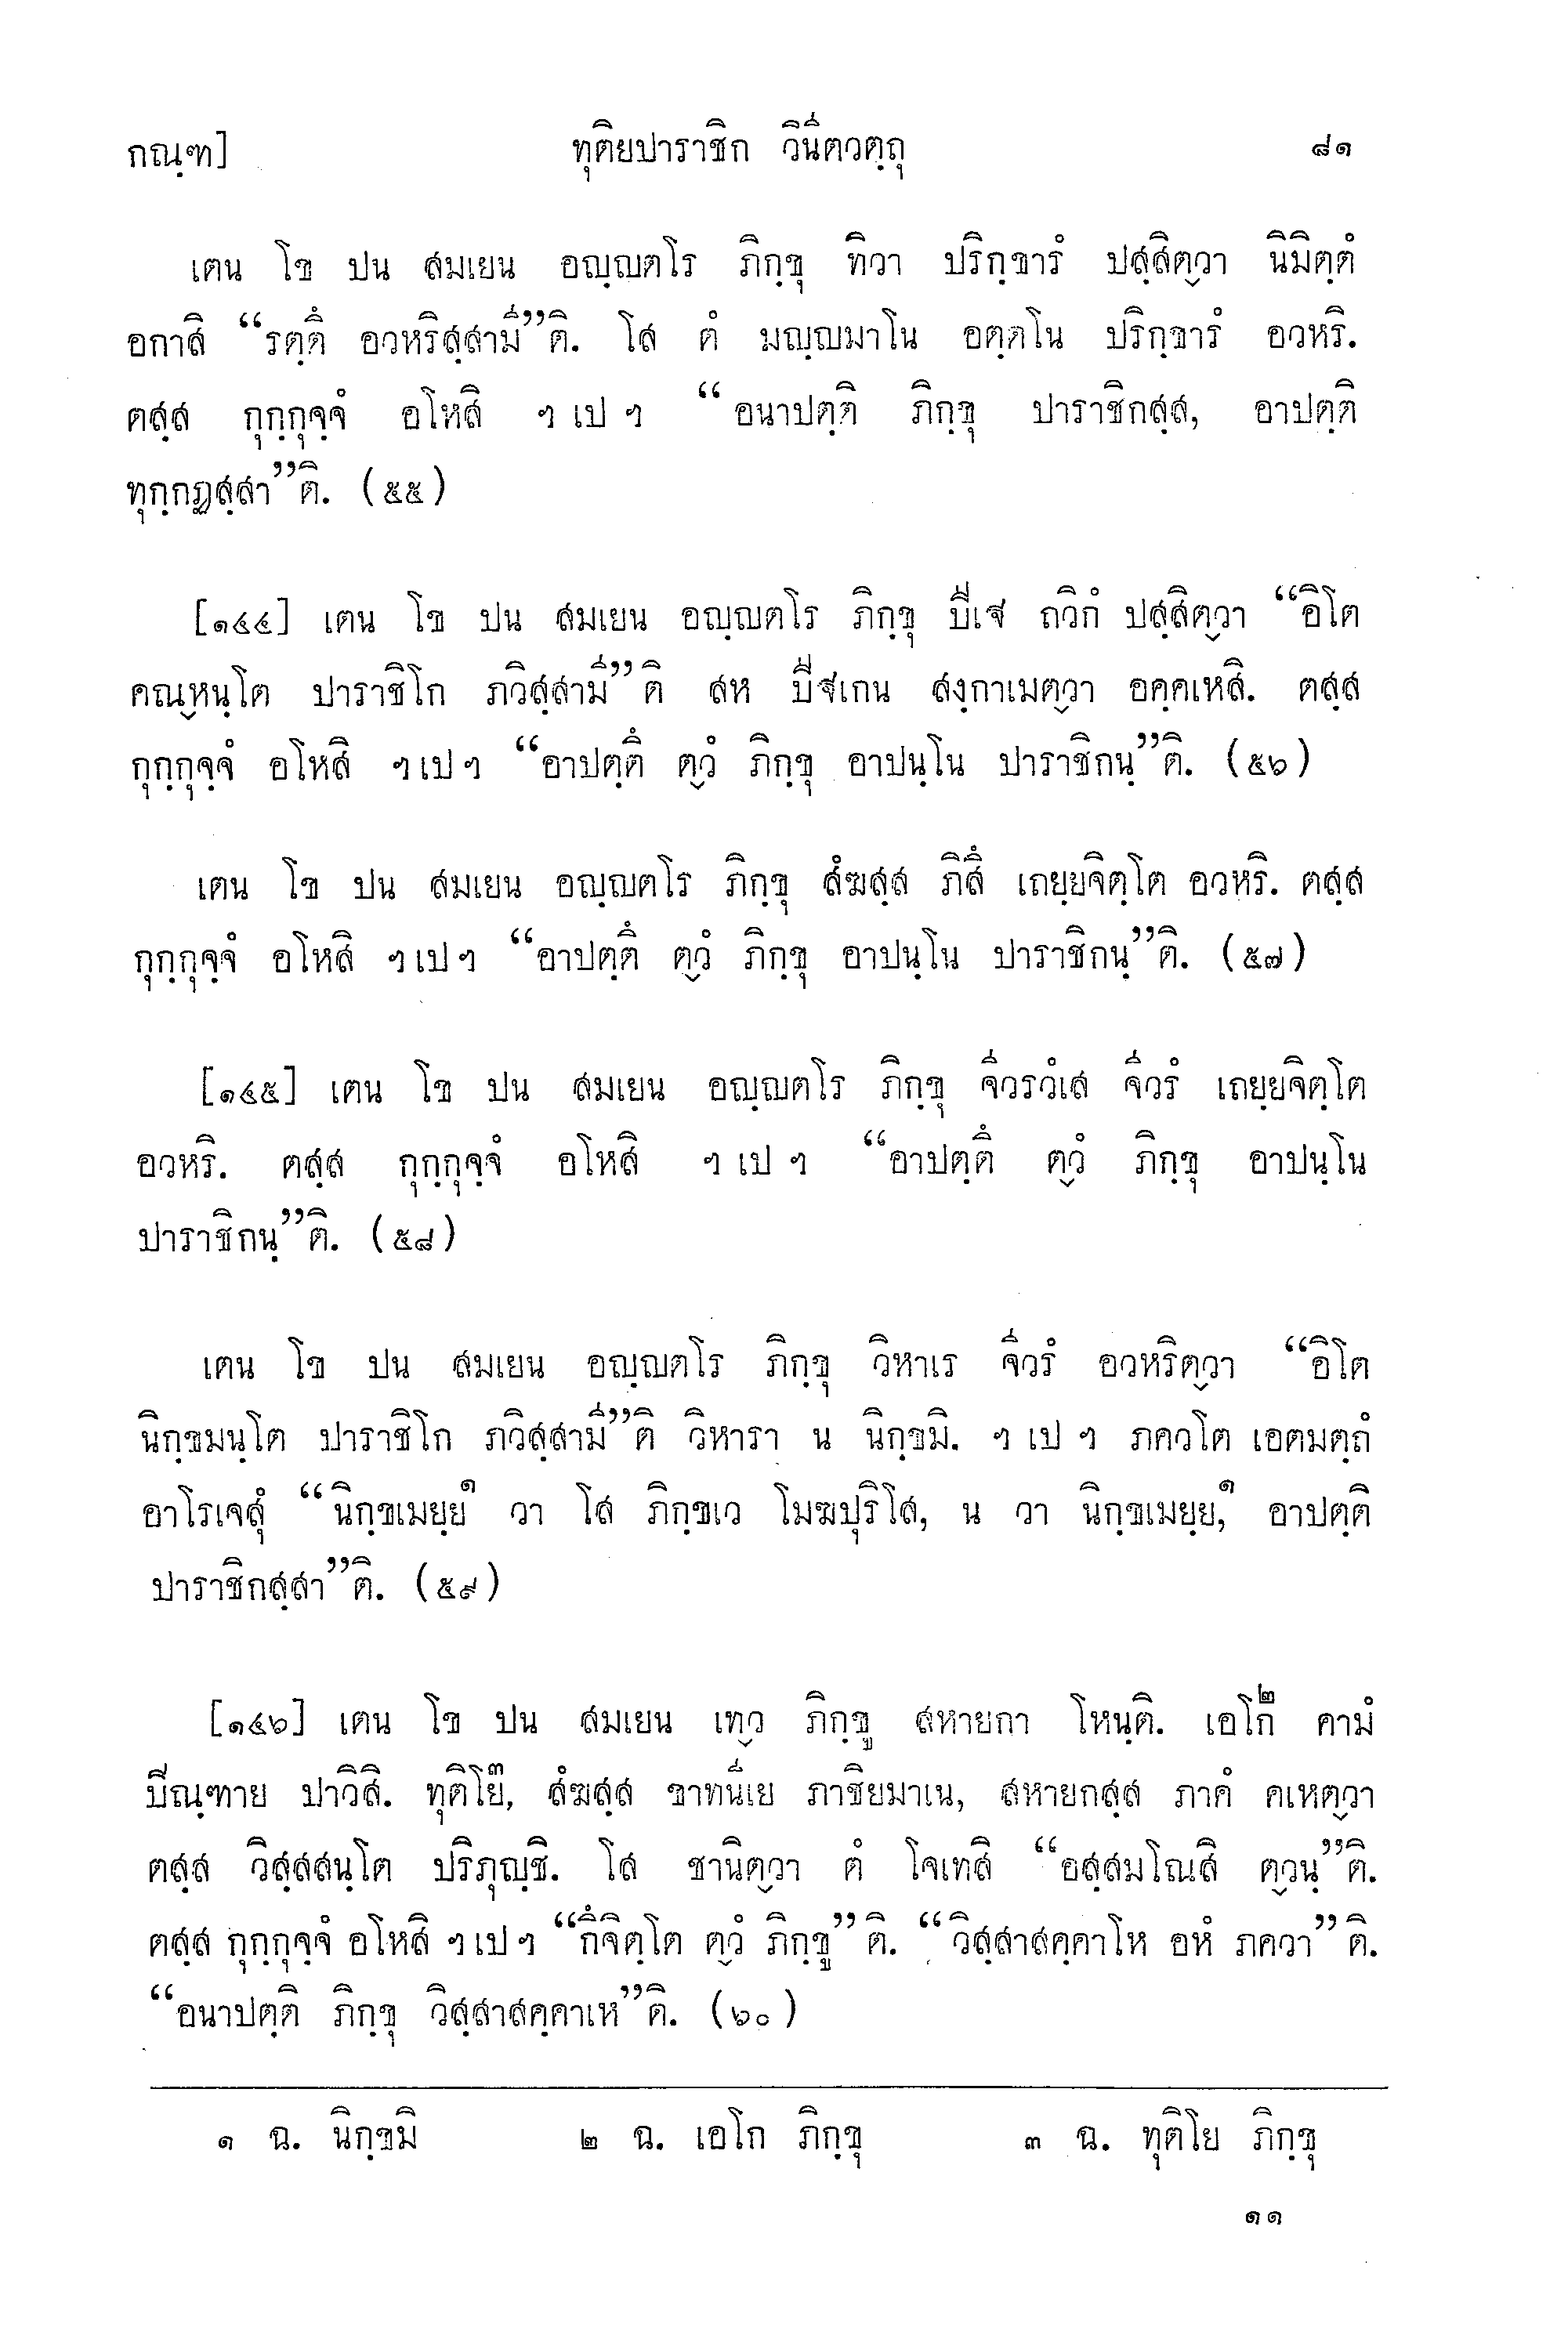 กณฺฑ] ทุติยปาราชิก วินีตวตฺถุ ๘๑
เตน โข ปน สมเยน อญฺญตโร ภิกฺขุ ทิวา ปริกฺขารํ ปสฺสิตฺวา นิมิตฺตํ
อกาสิ “รตฺตึ อวหริสฺสามี”ติ. โส ตํ มญฺญมาโน อตฺตโน ปริกฺขารํ อวหริ.
ตสฺส กุกฺกุจฺจํ อโหสิ ฯ เป ฯ “อนาปตฺติ ภิกฺขุ ปาราชิกสฺส, อาปตฺติ
ทุกฺกฏสฺสา”ติ. (๕๕)
[๑๔๔] เตน โข ปน สมเยน อญฺญตโร ภิกฺขุ ปีเฐ ถวิกํ ปสฺสิตฺวา “อิโต
คณฺหนฺโต ปาราชิโก ภวิสฺสามี”ติ สห ปีฐเกน สงฺกาเมตฺวา อคฺคเหสิ. ตสฺส
กุกฺกุจฺจํ อโหสิ ฯ เป ฯ “อาปตฺตึ ตฺวํ ภิกฺขุ อาปนฺโน ปาราชิกนฺ”ติ. (๕๖)
เตน โข ปน สมเยน อญฺญตโร ภิกฺขุ สํฆสฺส ภิสึ เถยฺยจิตฺโต อวหริ. ตสฺส
กุกฺกุจฺจํ อโหสิ ฯ เป ฯ “อาปตฺตึ ตฺวํ ภิกฺขุ อาปนฺโน ปาราชิกนฺ”ติ. (๕๗)
[๑๔๕] เตน โข ปน สมเยน อญฺญตโร ภิกฺขุ จีวรวํเส จีวรํ เถยฺยจิตฺโต
อวหริ. ตสฺส กุกฺกุจฺจํ อโหสิ ฯ เป ฯ “อาปตฺตึ ตฺวํ ภิกฺขุ อาปนฺโน
ปาราชิกนฺ”ติ. (๕๘)
เตน โข ปน สมเยน อญฺญตโร ภิกฺขุ วิหาเร จีวรํ อวหริตฺวา “อิโต
นิกฺขมนฺโต ปาราชิโก ภวิสฺสามี”ติ วิหารา น นิกฺขมิ. ฯ เป ฯ ภควโต เอตมตฺถํ
อาโรเจสุํ “นิกฺขเมยฺย๑ วา โส ภิกฺขเว โมฆปุริโส, น วา นิกฺขเมยฺย,๑ อาปตฺติ
ปาราชิกสฺสา”ติ. (๕๙)
[๑๔๖] เตน โข ปน สมเยน เทฺว ภิกฺขู สหายกา โหนฺติ. เอโก๒ คามํ
ปิณฺฑาย ปาวิสิ. ทุติโย๓, สํฆสฺส ขาทนีเย ภาชิยมาเน, สหายกสฺส ภาคํ คเหตฺวา
ตสฺส วิสฺสสนฺโต ปริภุญฺชิ. โส ชานิตฺวา ตํ โจเทสิ “อสฺสมโณสิ ตฺวนฺ”ติ.
ตสฺส กุกฺกุจฺจํ อโหสิ ฯ เป ฯ “กึจิตฺโต ตฺวํ ภิกฺขู”ติ. “วิสฺสาสคฺคาโห อหํ ภควา”ติ.
“อนาปตฺติ ภิกฺขุ วิสฺสาสคฺคาเห”ติ. (๖๐)
๑ ฉ. นิกฺขมิ ๒ ฉ. เอโก ภิกฺขุ ๓ ฉ. ทุติโย ภิกฺขุ
๑๑